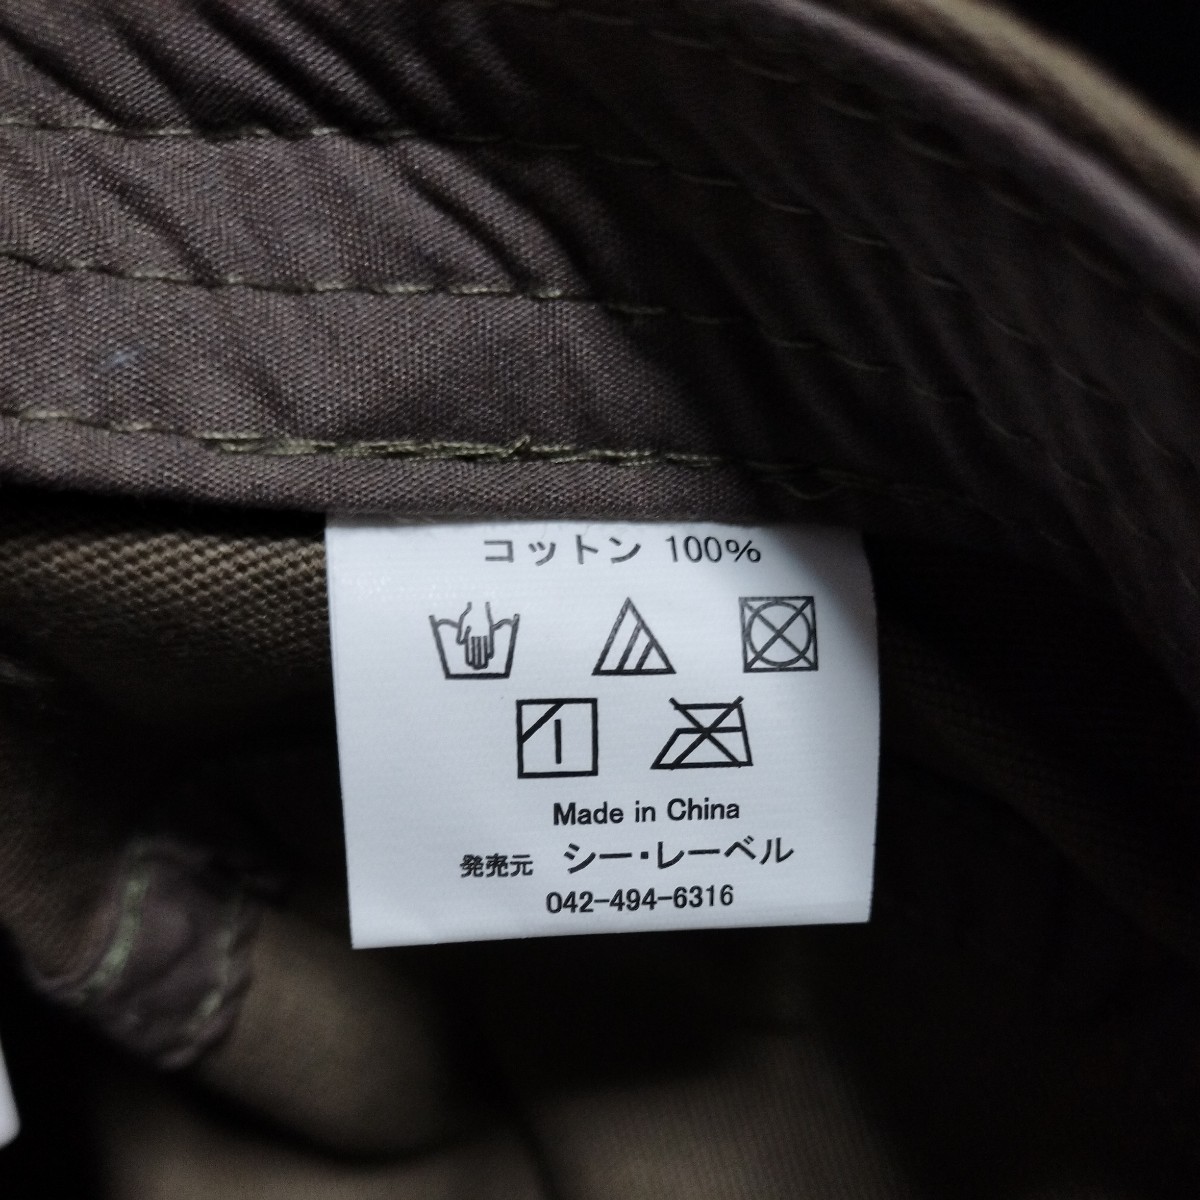 コットン 100%
Made in China
発売元 シー・レーベル
042-494-6316